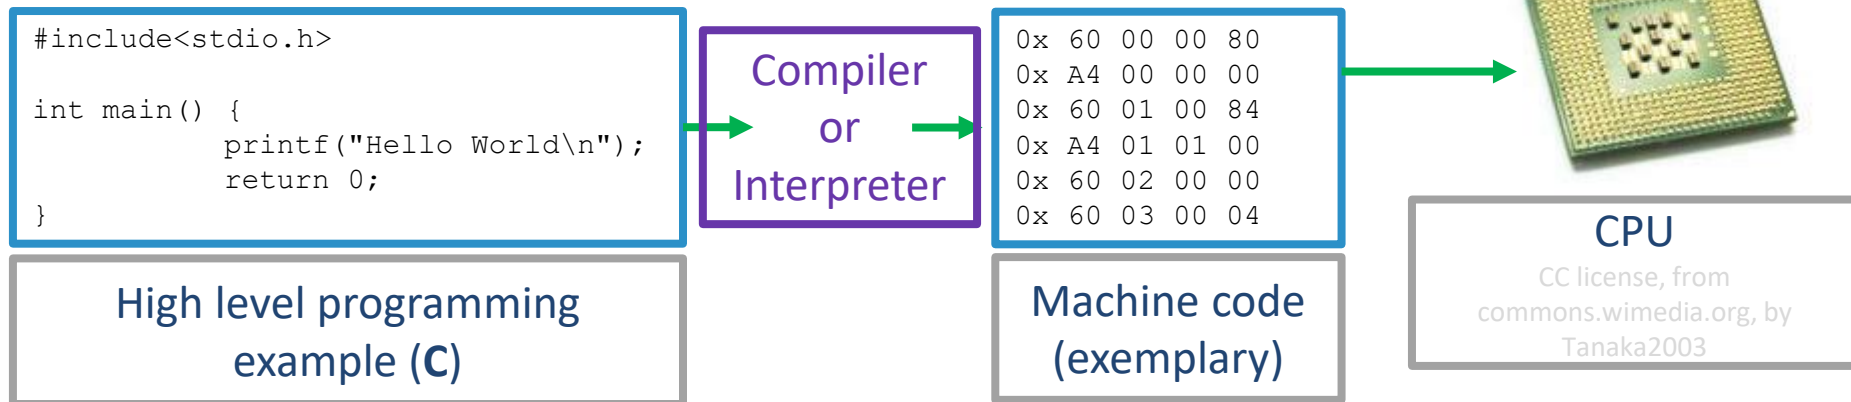 #include<stdio.h>
int main() {
printf("Hello World\n");
return 0;
}
High level programming
example (C)
Compiler
or
Interpreter
0x 60 00 00 80
0x A4 00 00 00
0x 60 01 00 84
0x A4 01 01 00
0x 60 02 00 00
0x 60 03 00 04
Machine code
(exemplary)
CPU
CC license, from
commons.wimedia.org, by
Tanaka2003